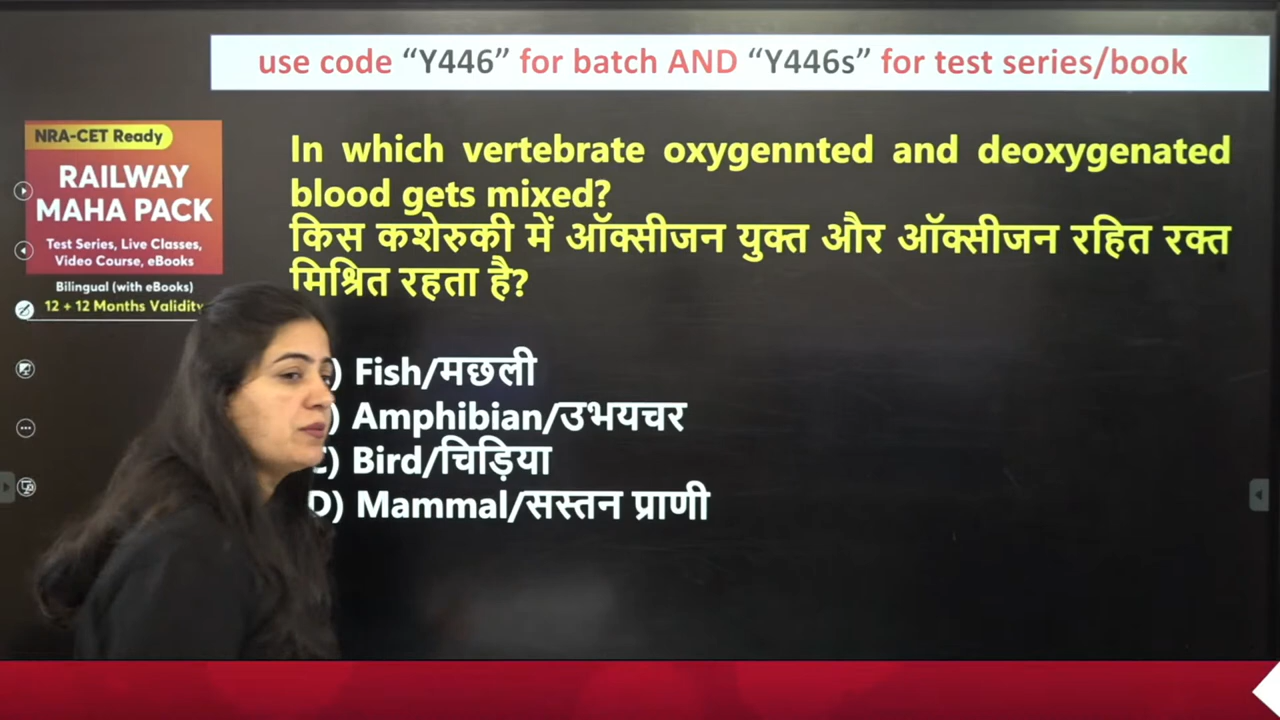 use code “Y446” for batch AND “Y446s” for test series/book
NRA-CET Ready
RAILWAY
MAHA PACK
Test Series, Live Classes,
Video Course, eBooks
Bilingual (with eBooks)
12 + 12 Months Validity
In which vertebrate oxygennted and deoxygenated
blood gets mixed?
किस कशेरुकी में ऑक्सीजन युक्त और ऑक्सीजन रहित रक्त
मिश्रित रहता है?
) Fish/मछली
) Amphibian/उभयचर
C) Bird/चिड़िया
D) Mammal/सस्तन प्राणी